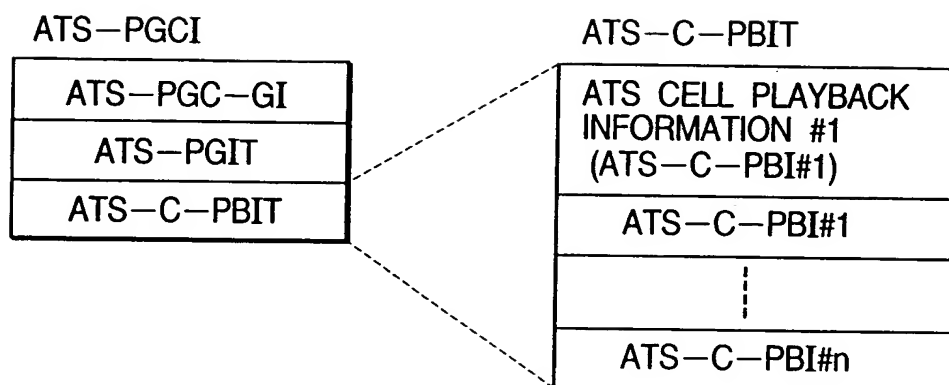 ATS-PGCI
ATS-PGC-GI
ATS-PGIT
ATS-C-PBIT
ATS-C-PBIT
ATS CELL PLAYBACK
INFORMATION #1
(ATS-C-PBI#1)
ATS-C-PBI#1
ATS-C-PBI#n